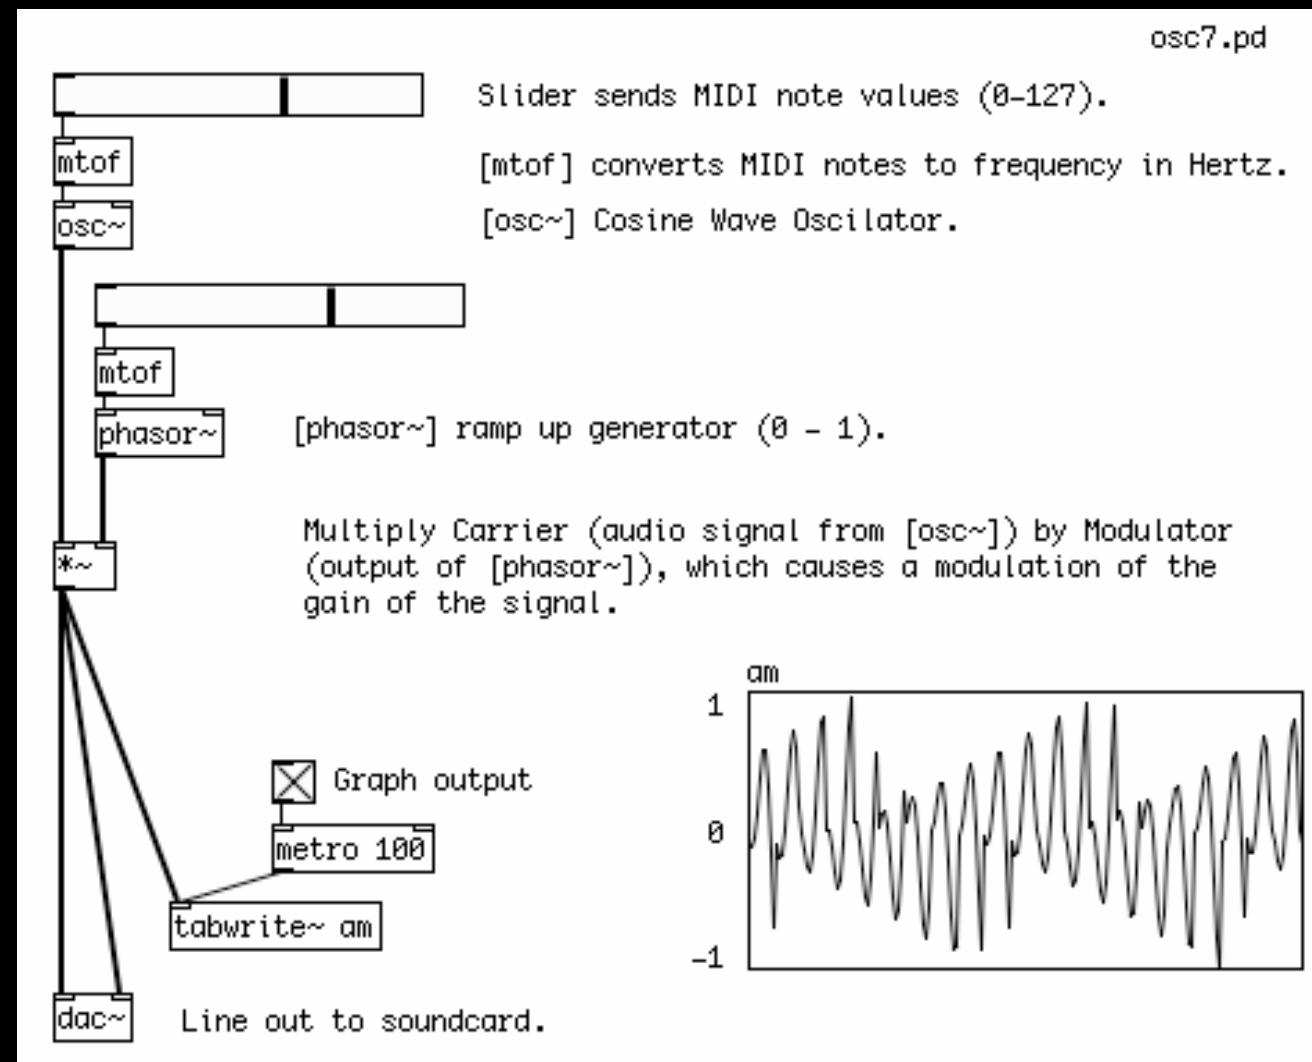 osc7.pd
Slider sends MIDI note values (0-127).
mtof
[mtof] converts MIDI notes to frequency in Hertz.
osc~
[osc~] Cosine Wave Oscilator.
mtof
phasor~
[phasor~] ramp up generator (0 - 1).
*~
Multiply Carrier (audio signal from [osc~]) by Modulator
(output of [phasor~]), which causes a modulation of the
gain of the signal.
am
1
0
-1
Graph output
metro 100
tabwrite~ am
dac~
Line out to soundcard.